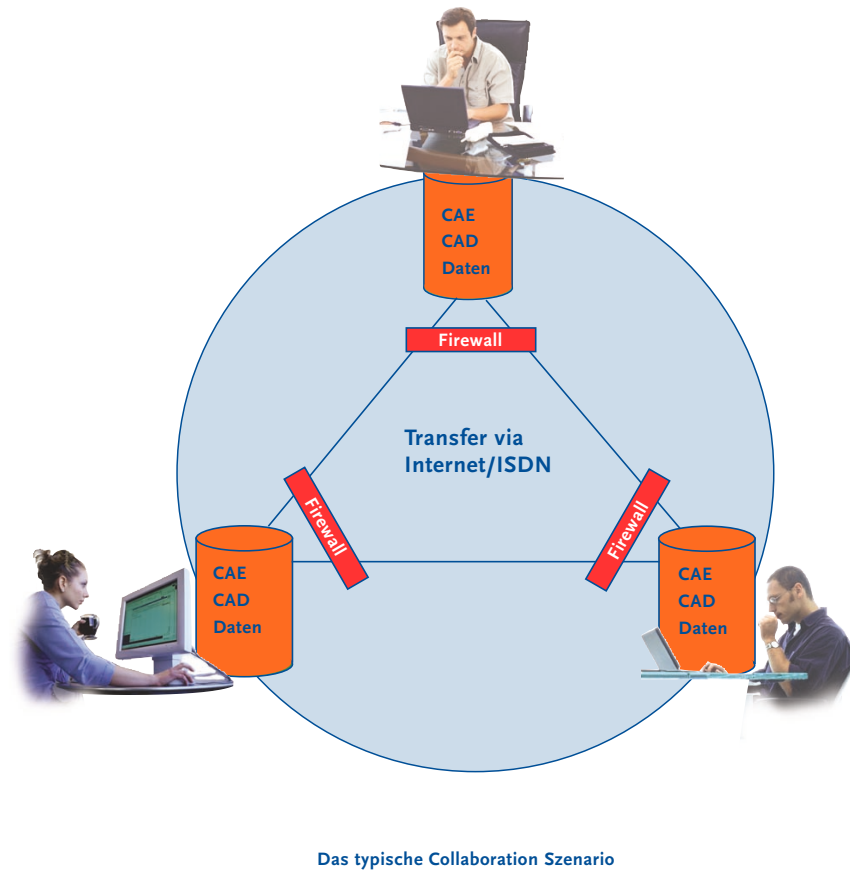 CAE
CAD
Daten
Firewall
Transfer via
Internet/ISDN
Firewall
Firewall
CAE
CAD
Daten
CAE
CAD
Daten
Das typische Collaboration Szenario